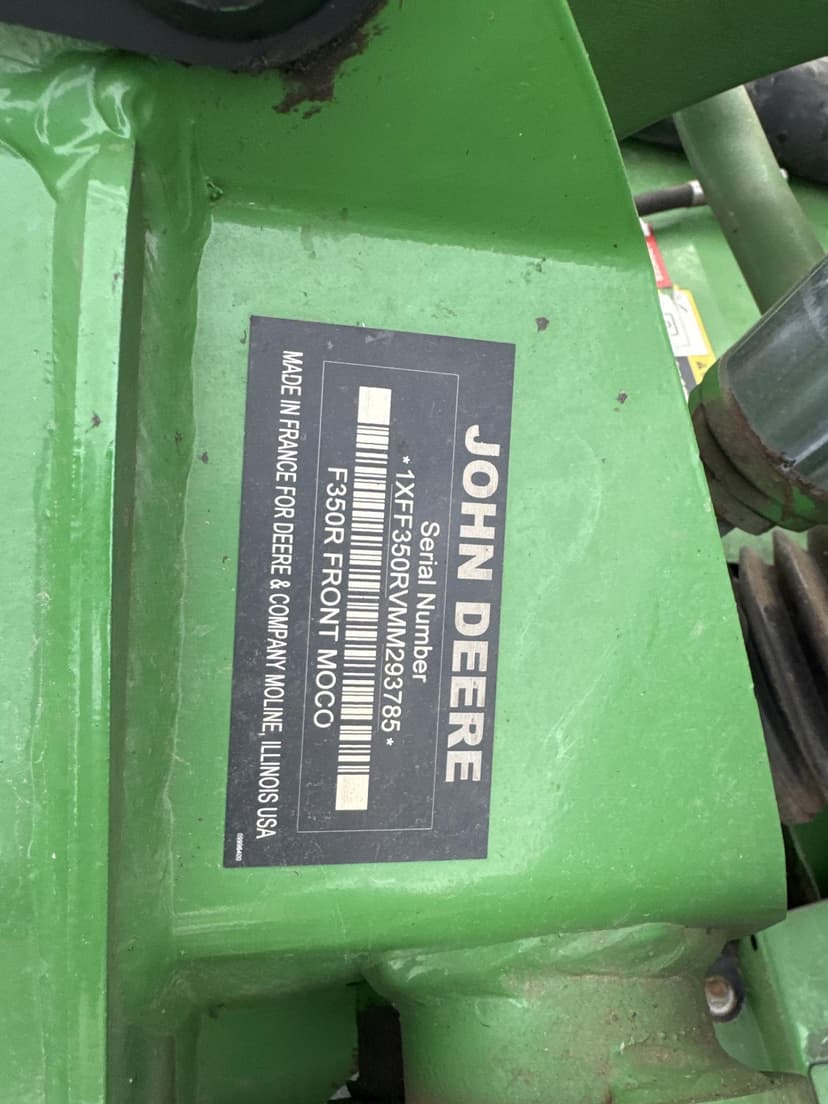 JOHN DEERE
Serial Number
*1XFF350RVMM293785*
F350R FRONT MOCO
MADE IN FRANCE FOR DEERE & COMPANY MOLINE, ILLINOIS USA